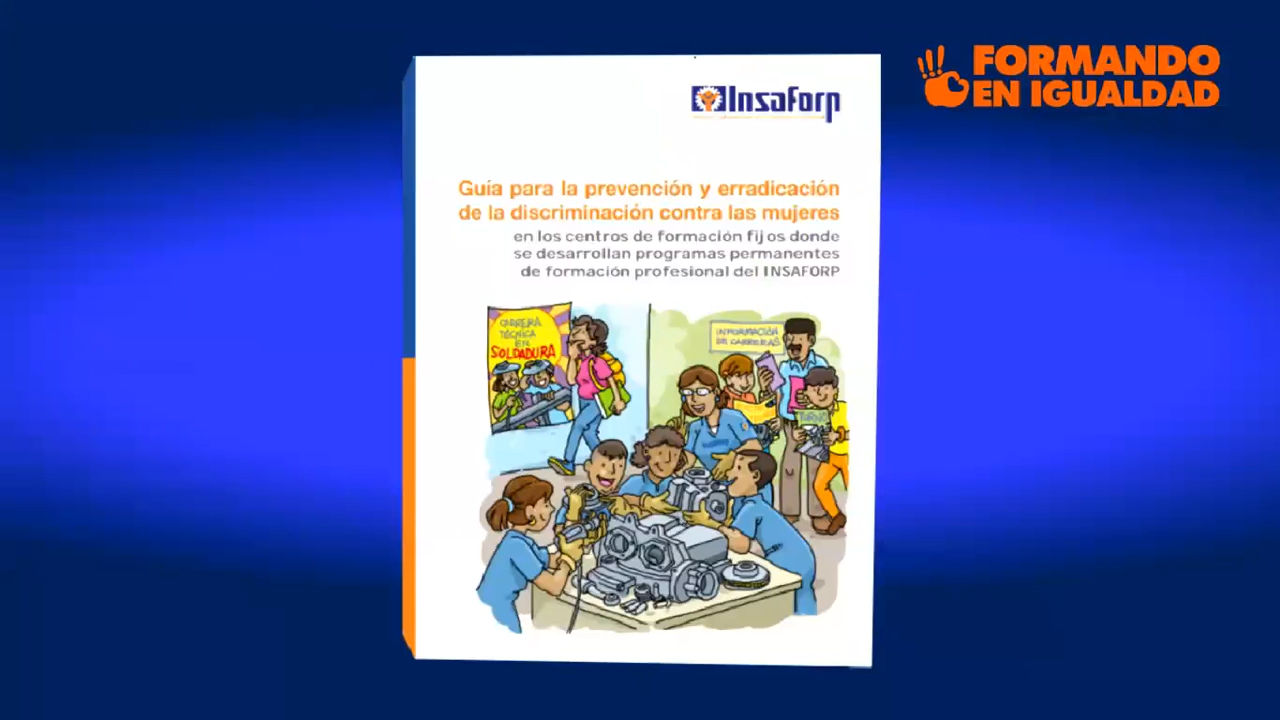 FORMANDO
EN IGUALDAD
Insaforp
Guía para la prevención y erradicación
de la discriminación contra las mujeres
en los centros de formación fijos donde
se desarrollan programas permanentes
de formación profesional del INSAFORP
CARRERA
TÉCNICA
EN
SOLDADURA
INFORMACIÓN
DE CARRERAS
TORNO